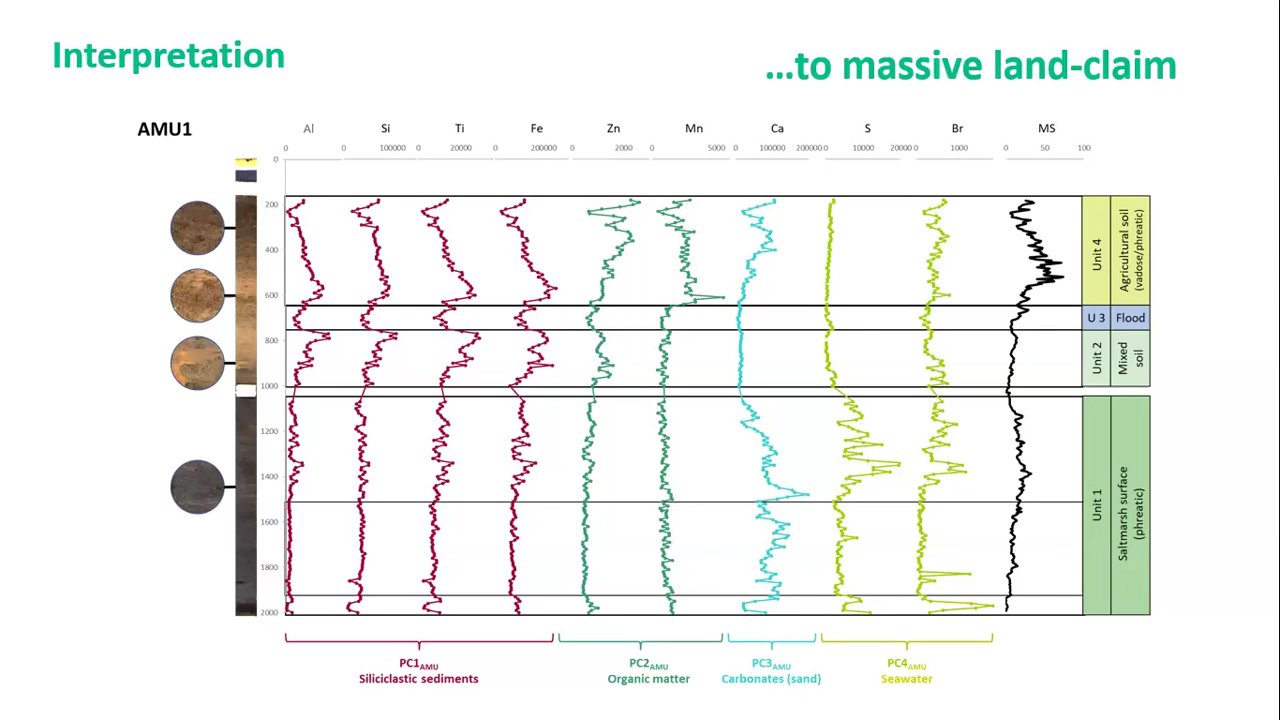 Interpretation
...to massive land-claim
AMU1
Al Si Ti Fe Zn Mn Ca S Br MS
0 0 100000 0 20000 0 200000 0 2000 0 5000 0 100000 200000 0 10000 20000 0 1000 0 50 100
0
200
400
600
800
1000
1200
1400
1600
1800
2000
Unit 4
Agricultural soil
(vadose/phreatic)
U 3 Flood
Unit 2
Mixed
soil
Unit 1
Saltmarsh surface
(phreatic)
PC1AMU
Siliciclastic sediments
PC2AMU
Organic matter
PC3AMU
Carbonates (sand)
PC4AMU
Seawater